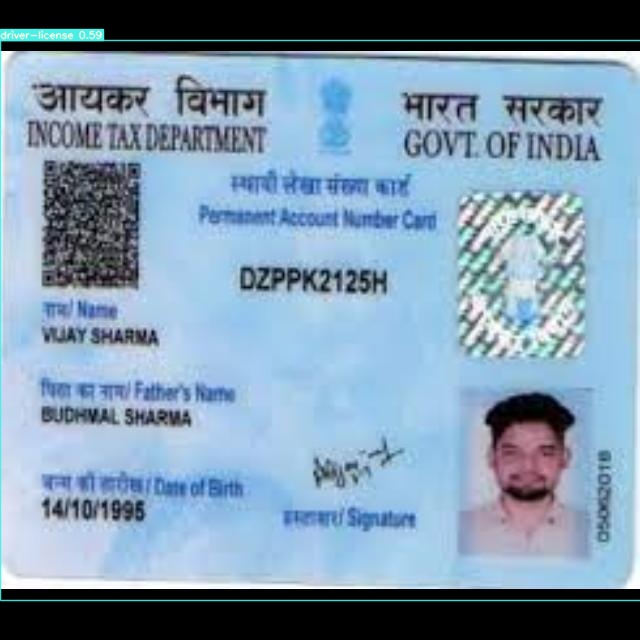 driver-license 0.59
आयकर विभाग
INCOME TAX DEPARTMENT
भारत सरकार
GOVT. OF INDIA
स्थायी लेखा संख्या कार्ड
Permanent Account Number Card
DZPPK2125H
नाम/ Name
VIJAY SHARMA
पिता का नाम/ Father's Name
BUDHMAL SHARMA
जन्म की तारीख/ Date of Birth
14/10/1995
हस्ताक्षर/ Signature
05062018